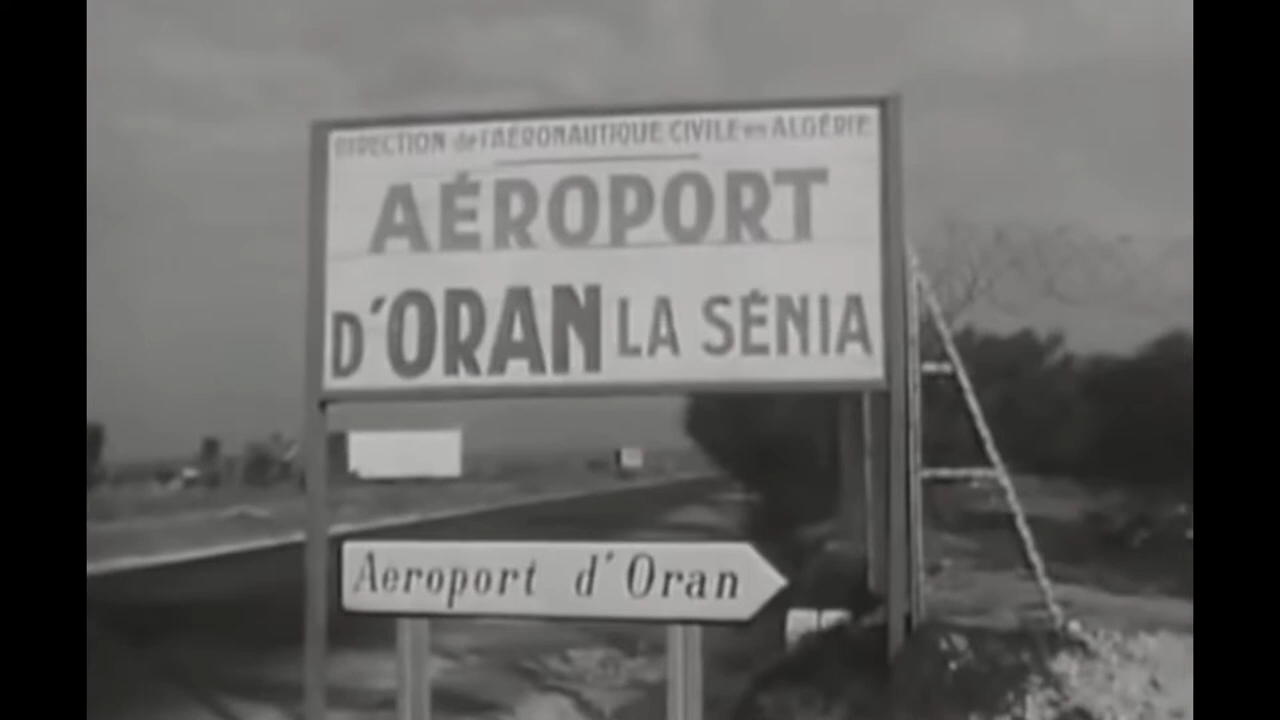 DIRECTION de l'AÉRONAUTIQUE CIVILE en ALGÉRIE
AÉROPORT
D'ORAN LA SÉNIA
Aeroport d'Oran